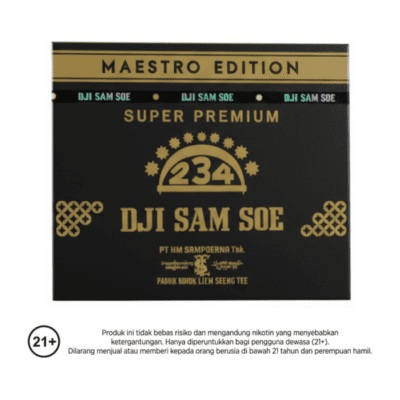 MAESTRO EDITION
DJI SAM SOE DJI SAM SOE DJI SAM SOE
SUPER PREMIUM
234
DJI SAM SOE
PT HM SAMPOERNA Tbk.
PABRIK ROKOK LIEM SEENG TEE
21+
Produk ini tidak bebas risiko dan mengandung nikotin yang menyebabkan
ketergantungan. Hanya diperuntukkan bagi pengguna dewasa (21+).
Dilarang menjual atau memberi kepada orang berusia di bawah 21 tahun dan perempuan hamil.